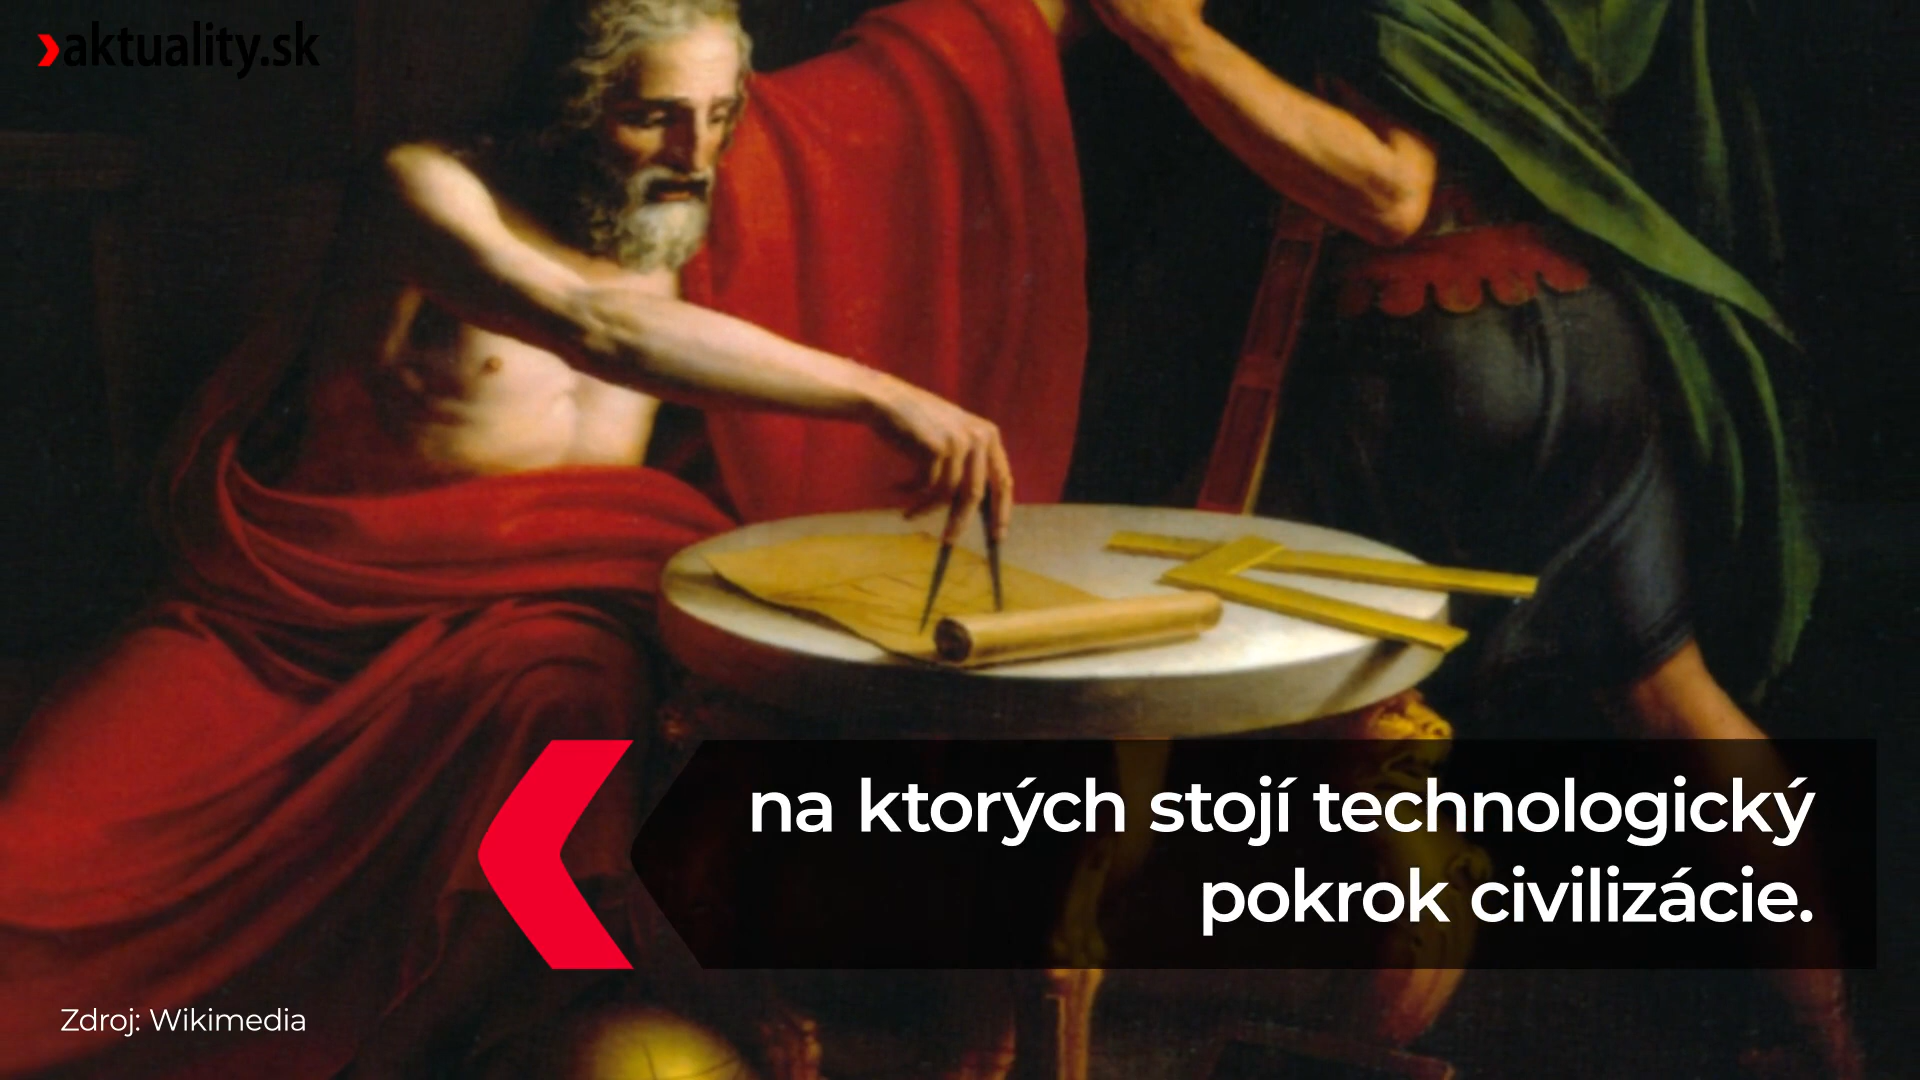 aktuality.sk
na ktorých stojí technologický
pokrok civilizácie.
Zdroj: Wikimedia